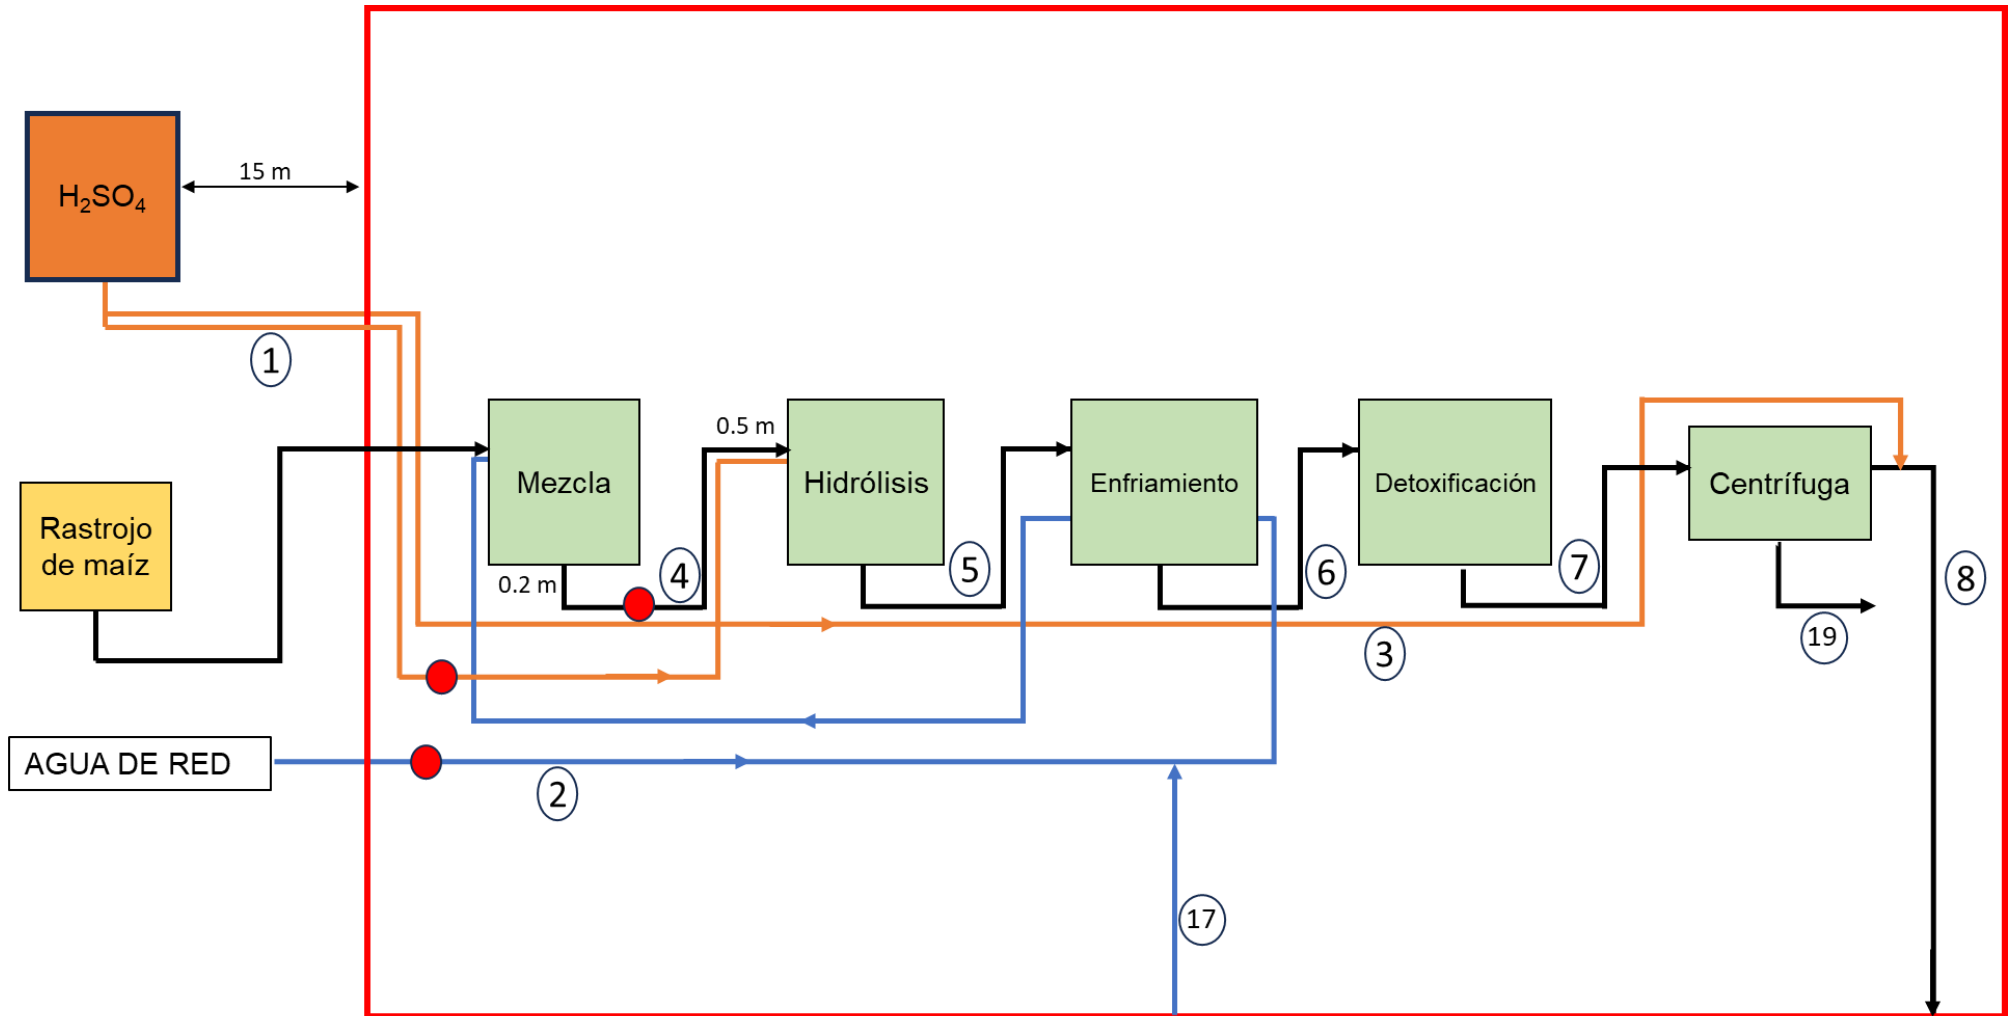 15 m
H₂SO₄
1
0.5 m
Mezcla
Hidrólisis
Enfriamiento
Detoxificación
Centrífuga
Rastrojo
de maíz
0.2 m
4
5
6
7
8
19
3
AGUA DE RED
2
17